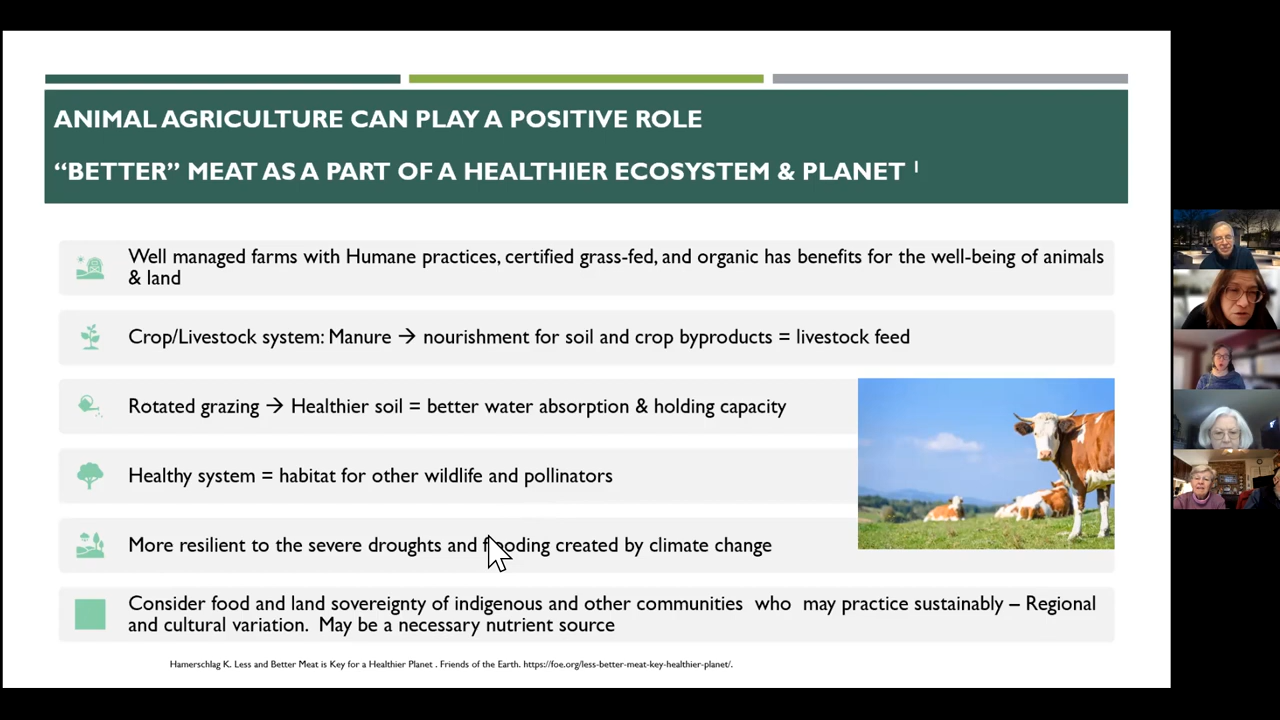 ANIMAL AGRICULTURE CAN PLAY A POSITIVE ROLE
“BETTER” MEAT AS A PART OF A HEALTHIER ECOSYSTEM & PLANET ¹
Well managed farms with Humane practices, certified grass-fed, and organic has benefits for the well-being of animals
& land
Crop/Livestock system: Manure → nourishment for soil and crop byproducts = livestock feed
Rotated grazing → Healthier soil = better water absorption & holding capacity
Healthy system = habitat for other wildlife and pollinators
More resilient to the severe droughts and flooding created by climate change
Consider food and land sovereignty of indigenous and other communities who may practice sustainably – Regional
and cultural variation. May be a necessary nutrient source
Hamerschlag K. Less and Better Meat is Key for a Healthier Planet . Friends of the Earth. https://foe.org/less-better-meat-key-healthier-planet/.